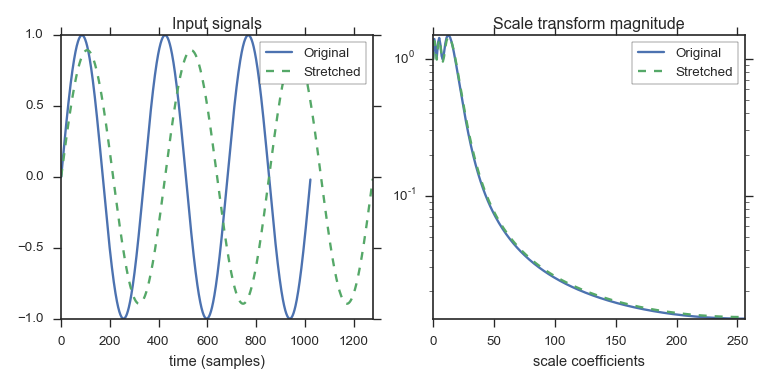 Input signals
Original
Stretched
1.0
0.5
0.0
−0.5
−1.0
0 200 400 600 800 1000 1200
time (samples)
Scale transform magnitude
Original
Stretched
10^0
10^-1
0 50 100 150 200 250
scale coefficients